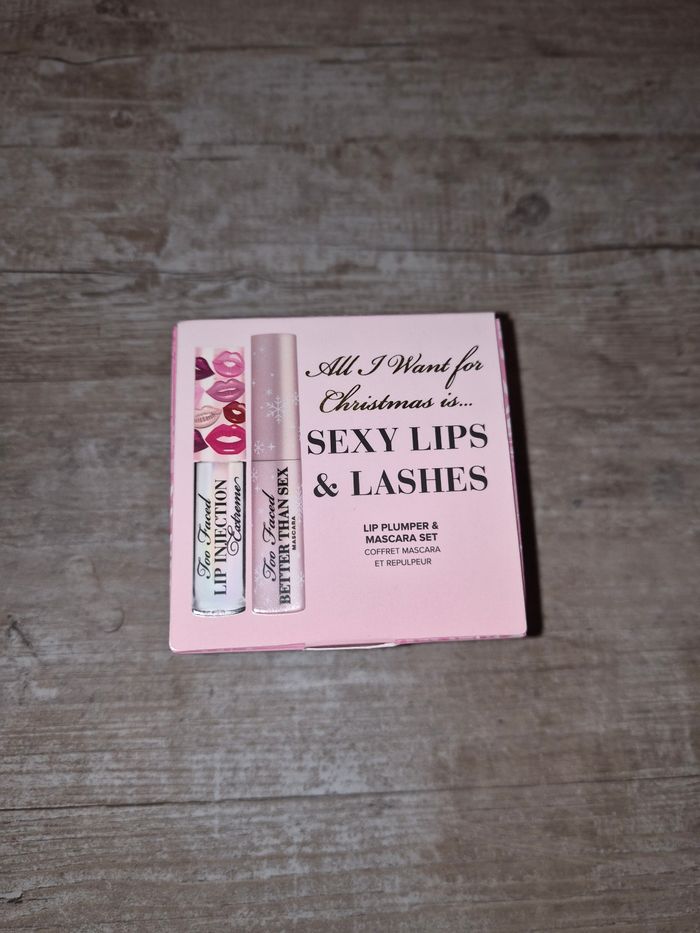 All I Want for
Christmas is...
SEXY LIPS
& LASHES
LIP PLUMPER &
MASCARA SET
COFFRET MASCARA
ET REPULPEUR
Too Faced
LIP INJECTION
Extreme
Too Faced
BETTER THAN SEX
MASCARA